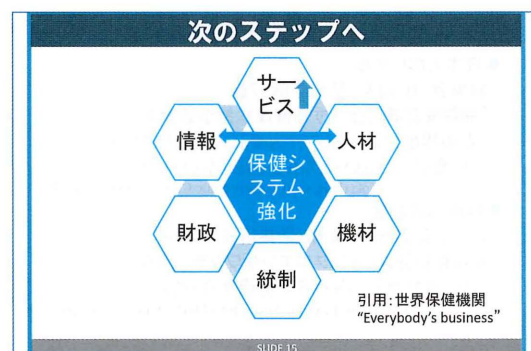 次のステップへ
サー
ビス
情報
人材
保健シ
ステム
強化
財政
機材
統制
引用：世界保健機関
“Everybody's business”
SLIDE 15